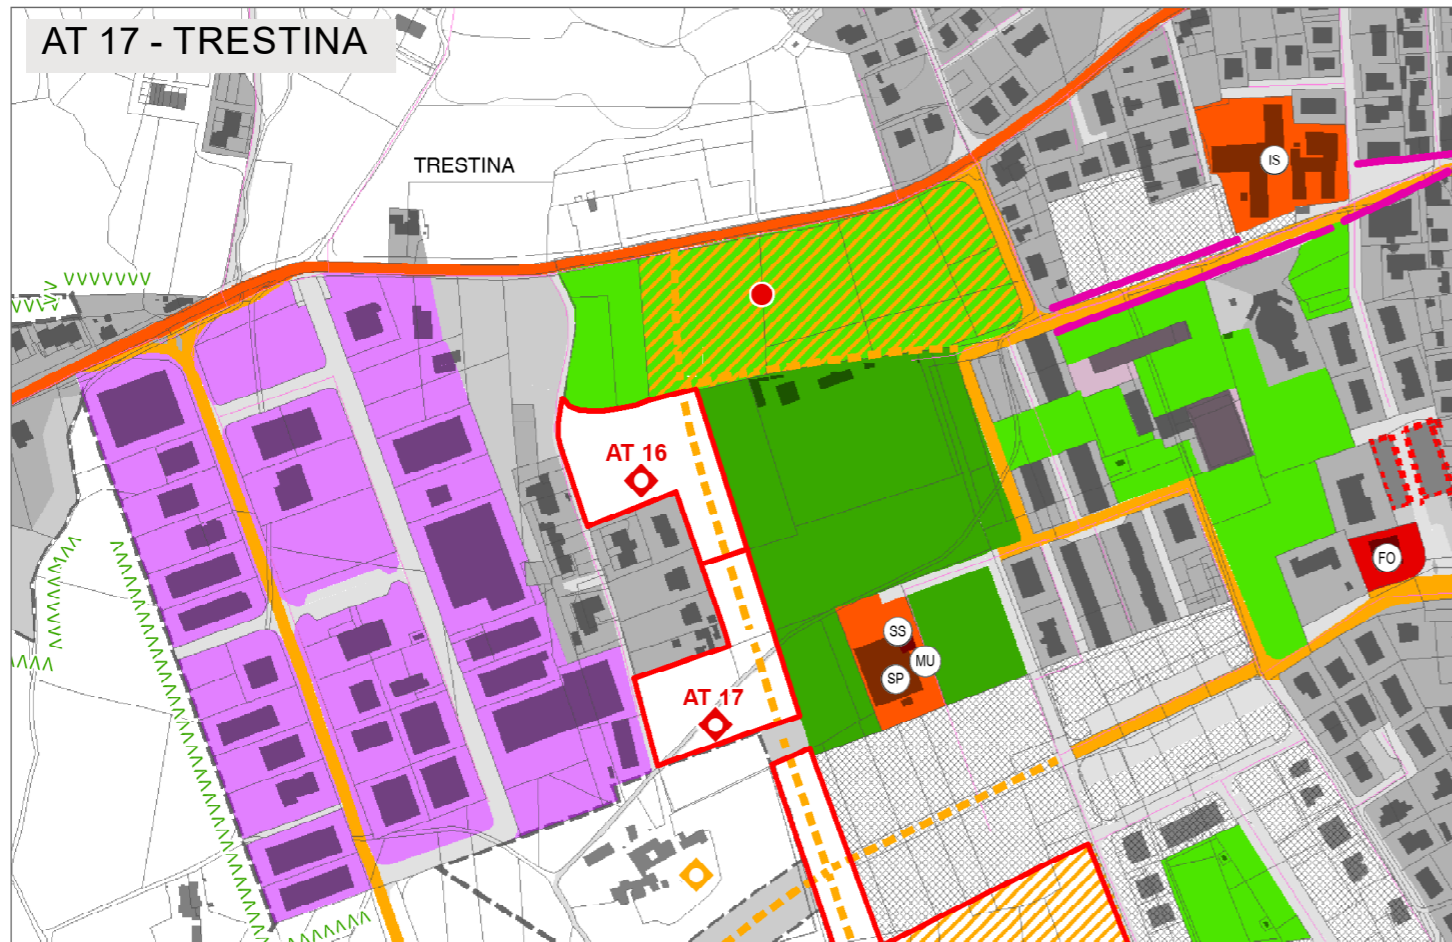 AT 17 - TRESTINA
TRESTINA
IS
AT 16
FO
SS
MU
SP
AT 17